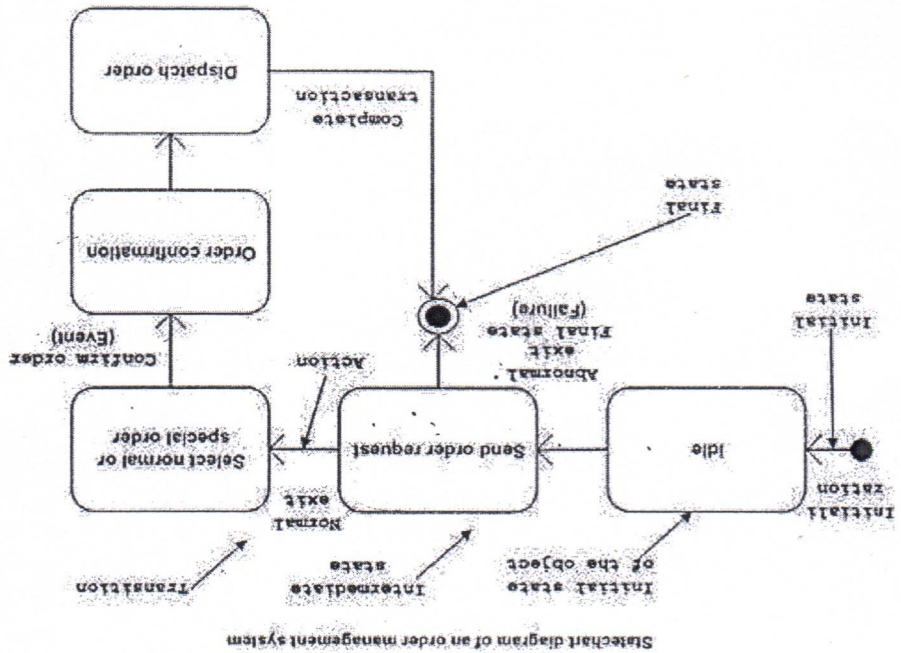 Statechart diagram of an order management system
Initial state
of the object
Intermediate
state
Transition
Initiali
zation
Idle
Send order request
Normal
exit
Select normal or
special order
Initial
state
Abnormal
exit
Final state
(Failure)
Action
Confirm order
(Event)
Final
state
Order confirmation
Complete
transaction
Dispatch order